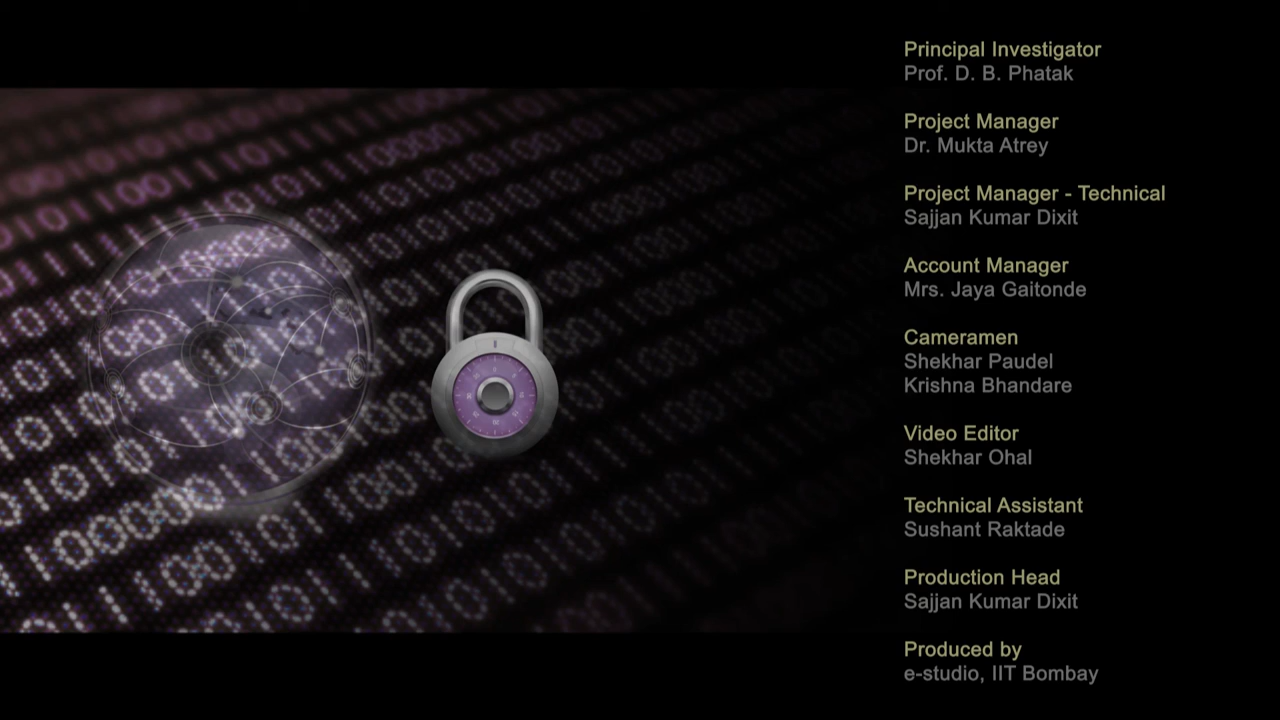 Principal Investigator
Prof. D. B. Phatak
Project Manager
Dr. Mukta Atrey
Project Manager - Technical
Sajjan Kumar Dixit
Account Manager
Mrs. Jaya Gaitonde
Cameramen
Shekhar Paudel
Krishna Bhandare
Video Editor
Shekhar Ohal
Technical Assistant
Sushant Raktade
Production Head
Sajjan Kumar Dixit
Produced by
e-studio, IIT Bombay